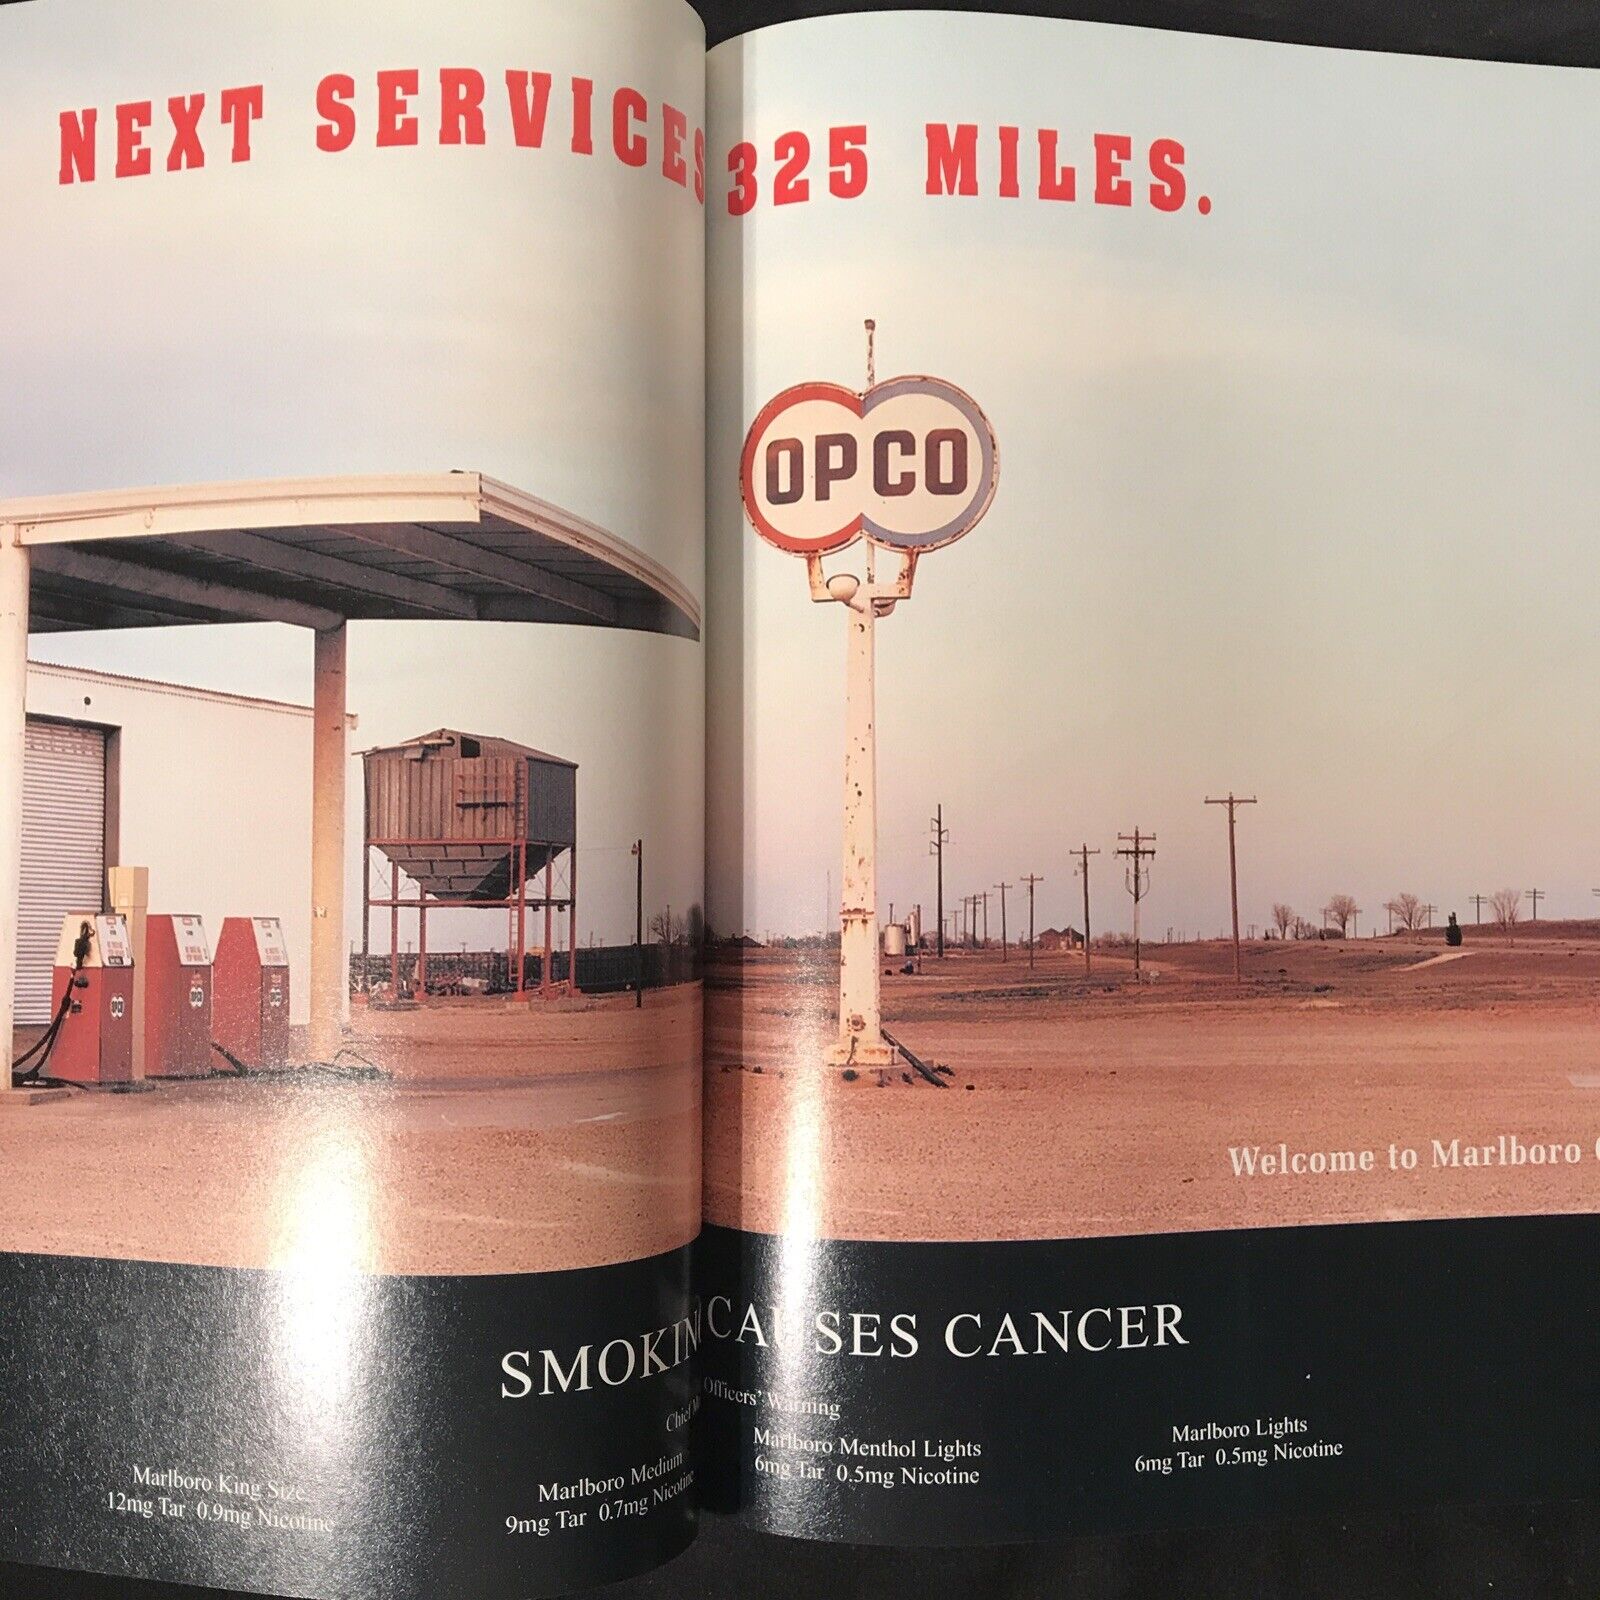 NEXT SERVICES 325 MILES.
OPCO
Welcome to Marlboro
SMOKING CAUSES CANCER
Chief Officers' Warning
Marlboro King Size
12mg Tar 0.9mg Nicotine
Marlboro Medium
9mg Tar 0.7mg Nicotine
Marlboro Menthol Lights
6mg Tar 0.5mg Nicotine
Marlboro Lights
6mg Tar 0.5mg Nicotine